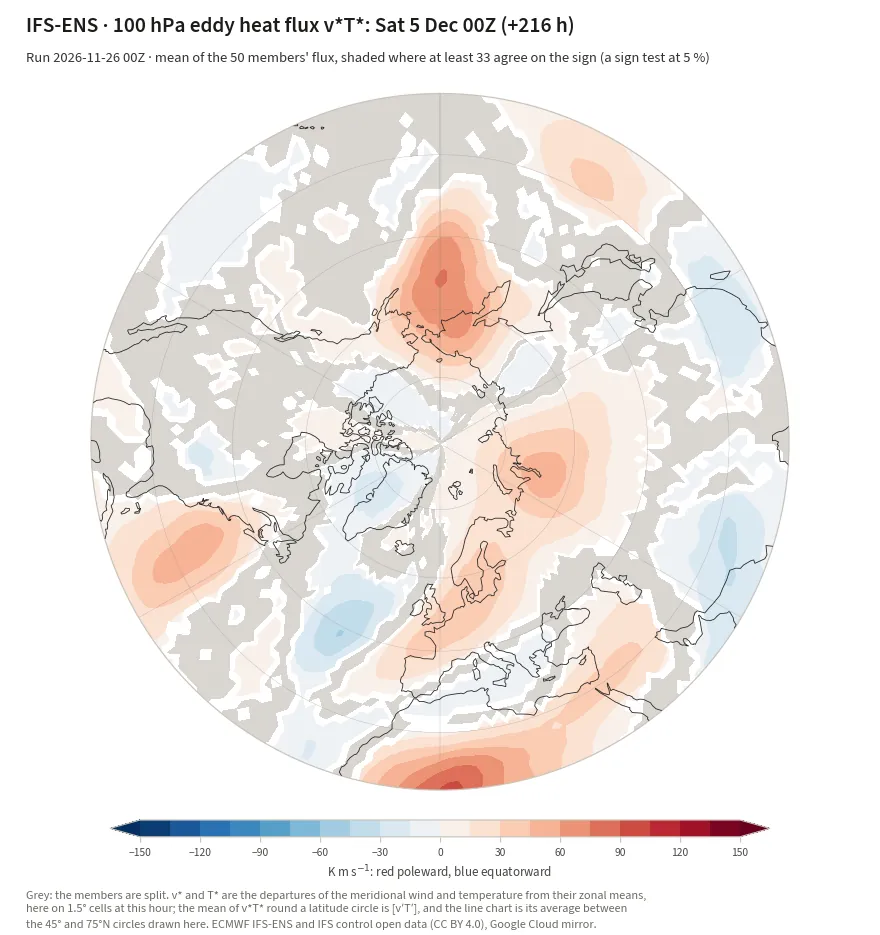 IFS-ENS · 100 hPa eddy heat flux v*T*: Sat 5 Dec 00Z (+216 h)
Run 2026-11-26 00Z · mean of the 50 members' flux, shaded where at least 33 agree on the sign (a sign test at 5 %)
−150 −120 −90 −60 −30 0 30 60 90 120 150
K m s⁻¹: red poleward, blue equatorward
Grey: the members are split. v* and T* are the departures of the meridional wind and temperature from their zonal means,
here on 1.5° cells at this hour; the mean of v*T* round a latitude circle is [v′T′], and the line chart is its average between
the 45° and 75°N circles drawn here. ECMWF IFS-ENS and IFS control open data (CC BY 4.0), Google Cloud mirror.